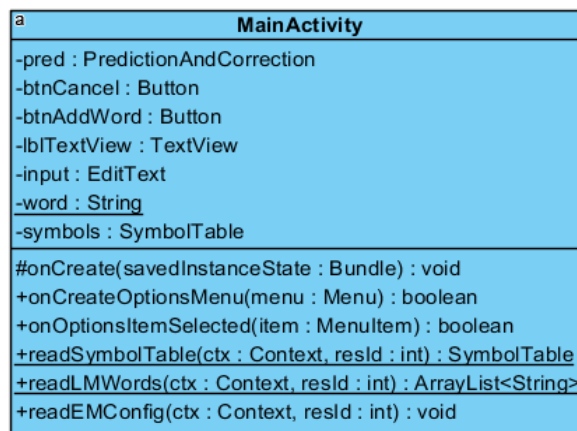 a
MainActivity
-pred : PredictionAndCorrection
-btnCancel : Button
-btnAddWord : Button
-lblTextView : TextView
-input : EditText
-word : String
-symbols : SymbolTable
#onCreate(savedInstanceState : Bundle) : void
+onCreateOptionsMenu(menu : Menu) : boolean
+onOptionsItemSelected(item : MenuItem) : boolean
+readSymbolTable(ctx : Context, resId : int) : SymbolTable
+readLMWords(ctx : Context, resId : int) : ArrayList<String>
+readEMConfig(ctx : Context, resId : int) : void